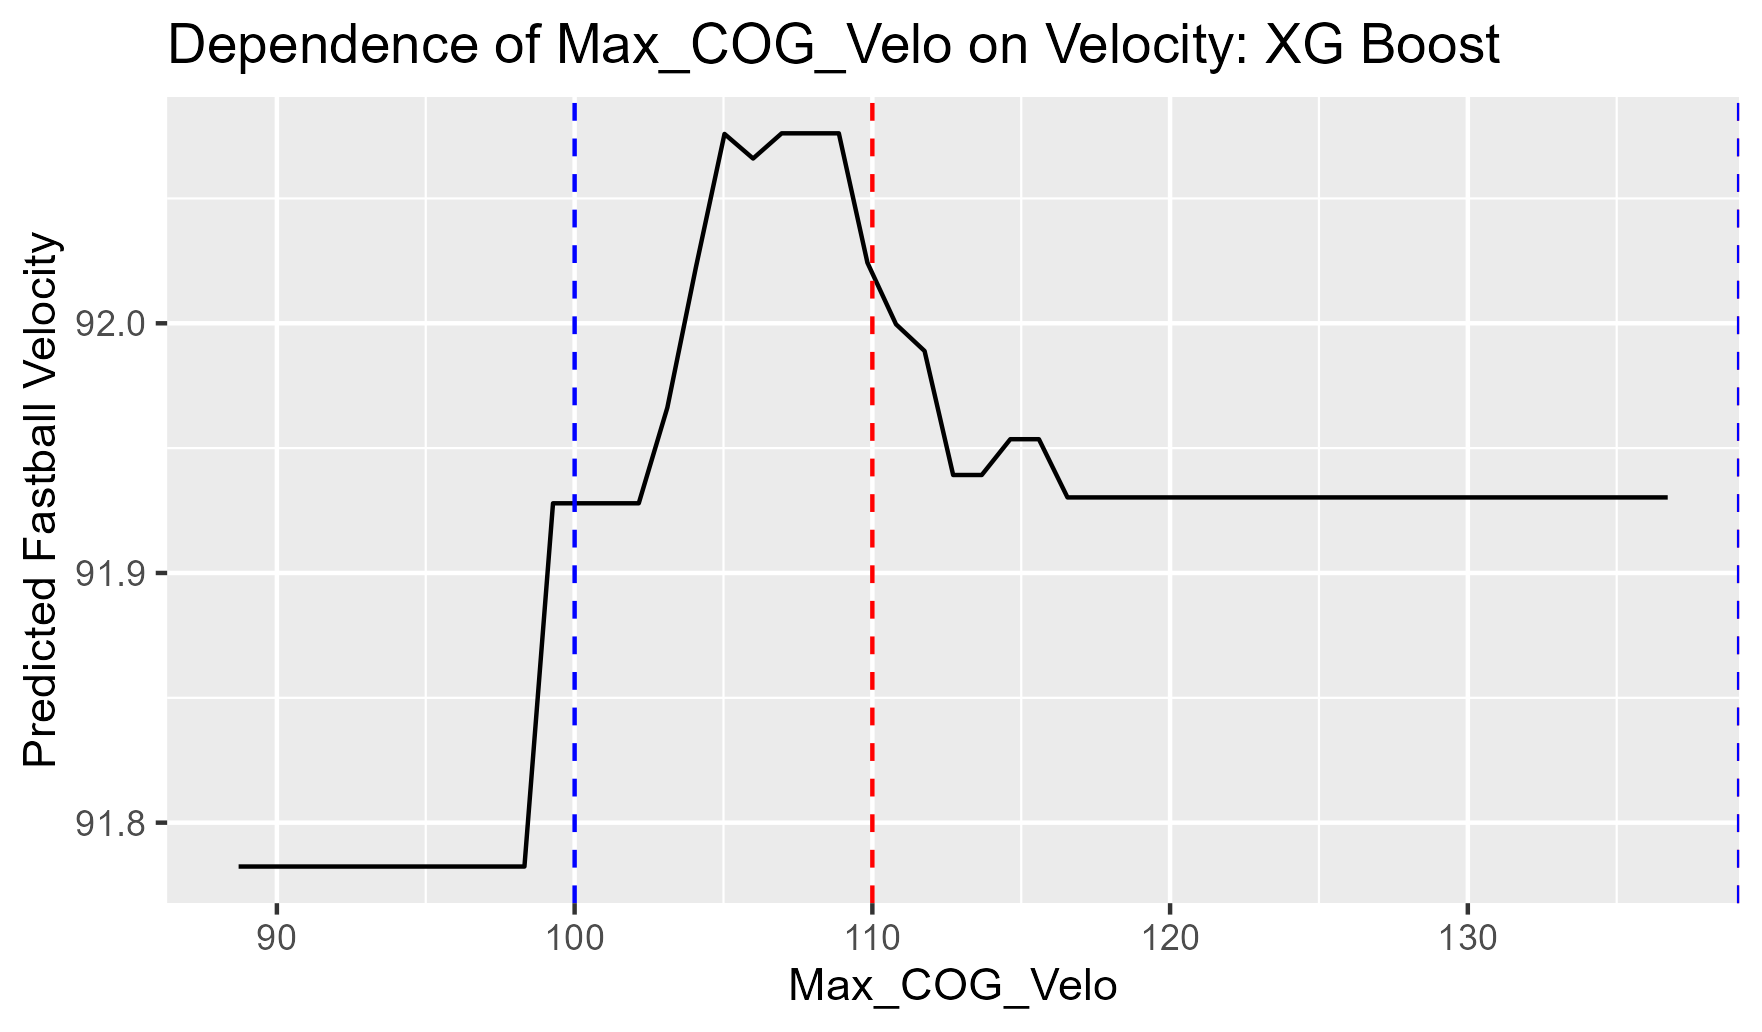 Dependence of Max_COG_Velo on Velocity: XG Boost
Predicted Fastball Velocity
92.0
91.9
91.8
90 100 110 120 130
Max_COG_Velo